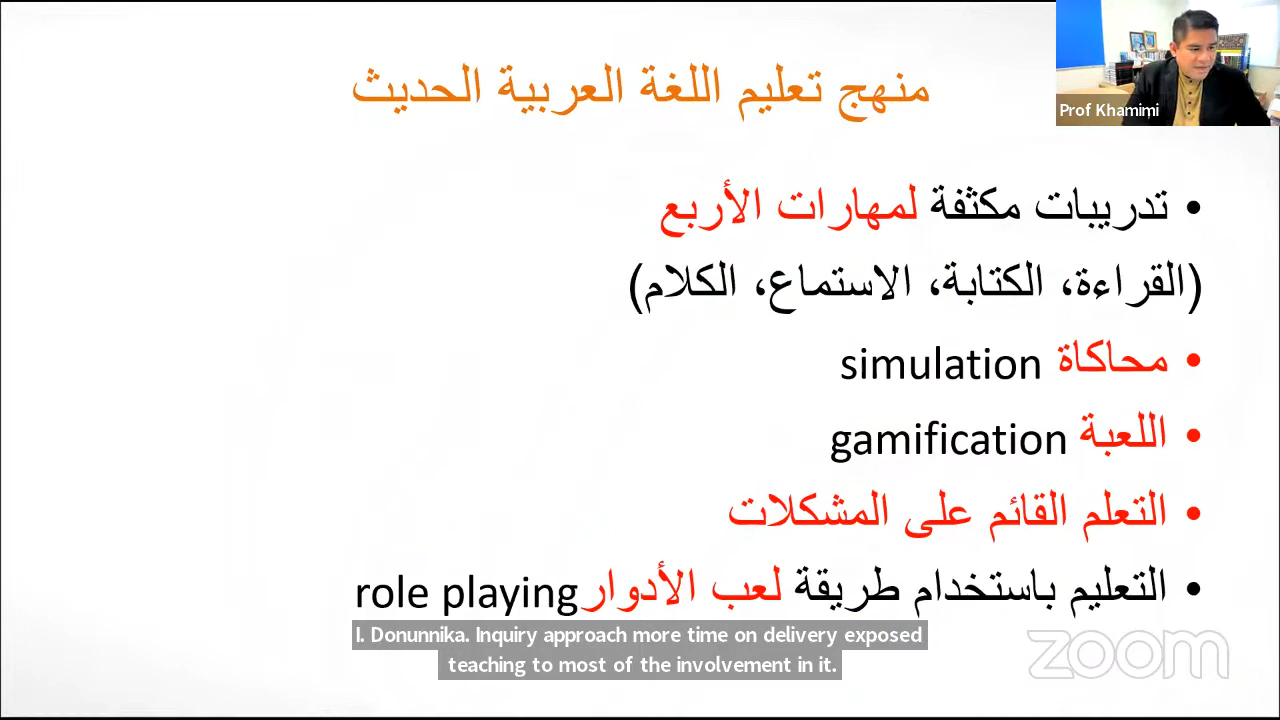 منهج تعليم اللغة العربية الحديث
Prof Khamimi
• تدريبات مكثفة لمهارات الأربع
(القراءة، الكتابة، الاستماع، الكلام)
• محاكاة simulation
• اللعبة gamification
• التعلم القائم على المشكلات
• التعليم باستخدام طريقة لعب الأدوار role playing
I. Donunnika. Inquiry approach more time on delivery exposed
teaching to most of the involvement in it.
zoom